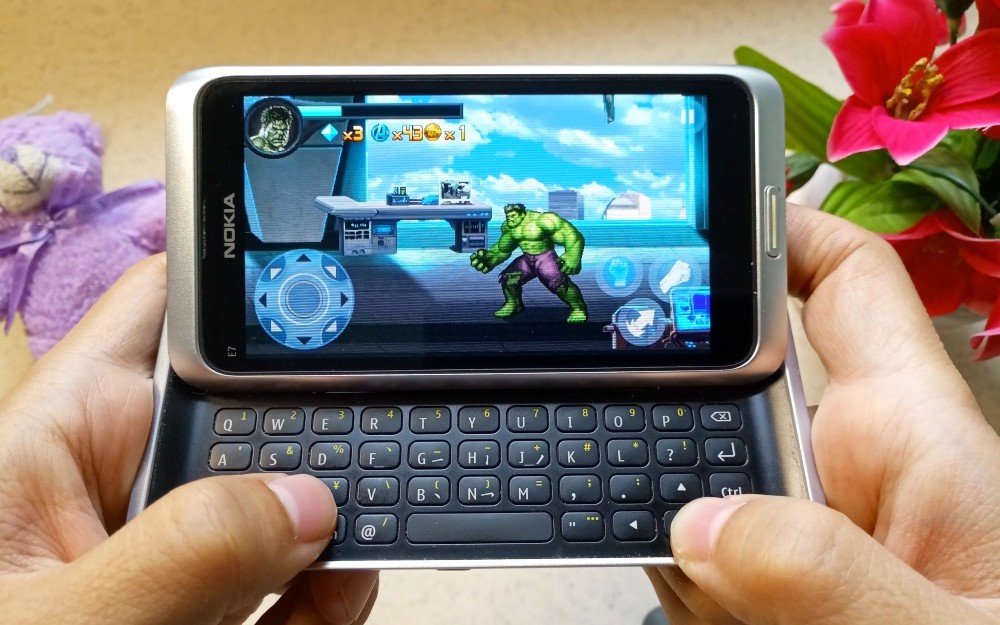 x3 x43 x1
NOKIA
E7
Q 1 W 2 E 3 R 4 T 5 Y 6 U 7 I 8 O 9 P 0
A ' S & D % F G H J + K # L * ? !
¥ V \ B ( N ) M = , ; . :
Ctrl
@ / " ...